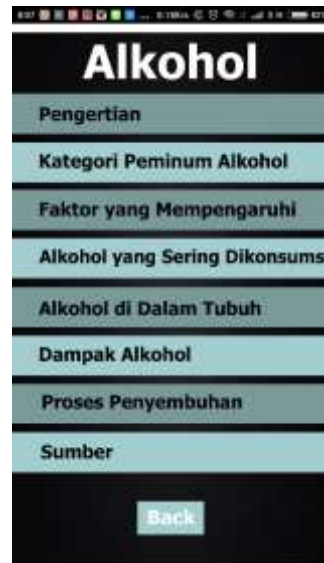 Alkohol
Pengertian
Kategori Peminum Alkohol
Faktor yang Mempengaruhi
Alkohol yang Sering Dikonsums
Alkohol di Dalam Tubuh
Dampak Alkohol
Proses Penyembuhan
Sumber
Back